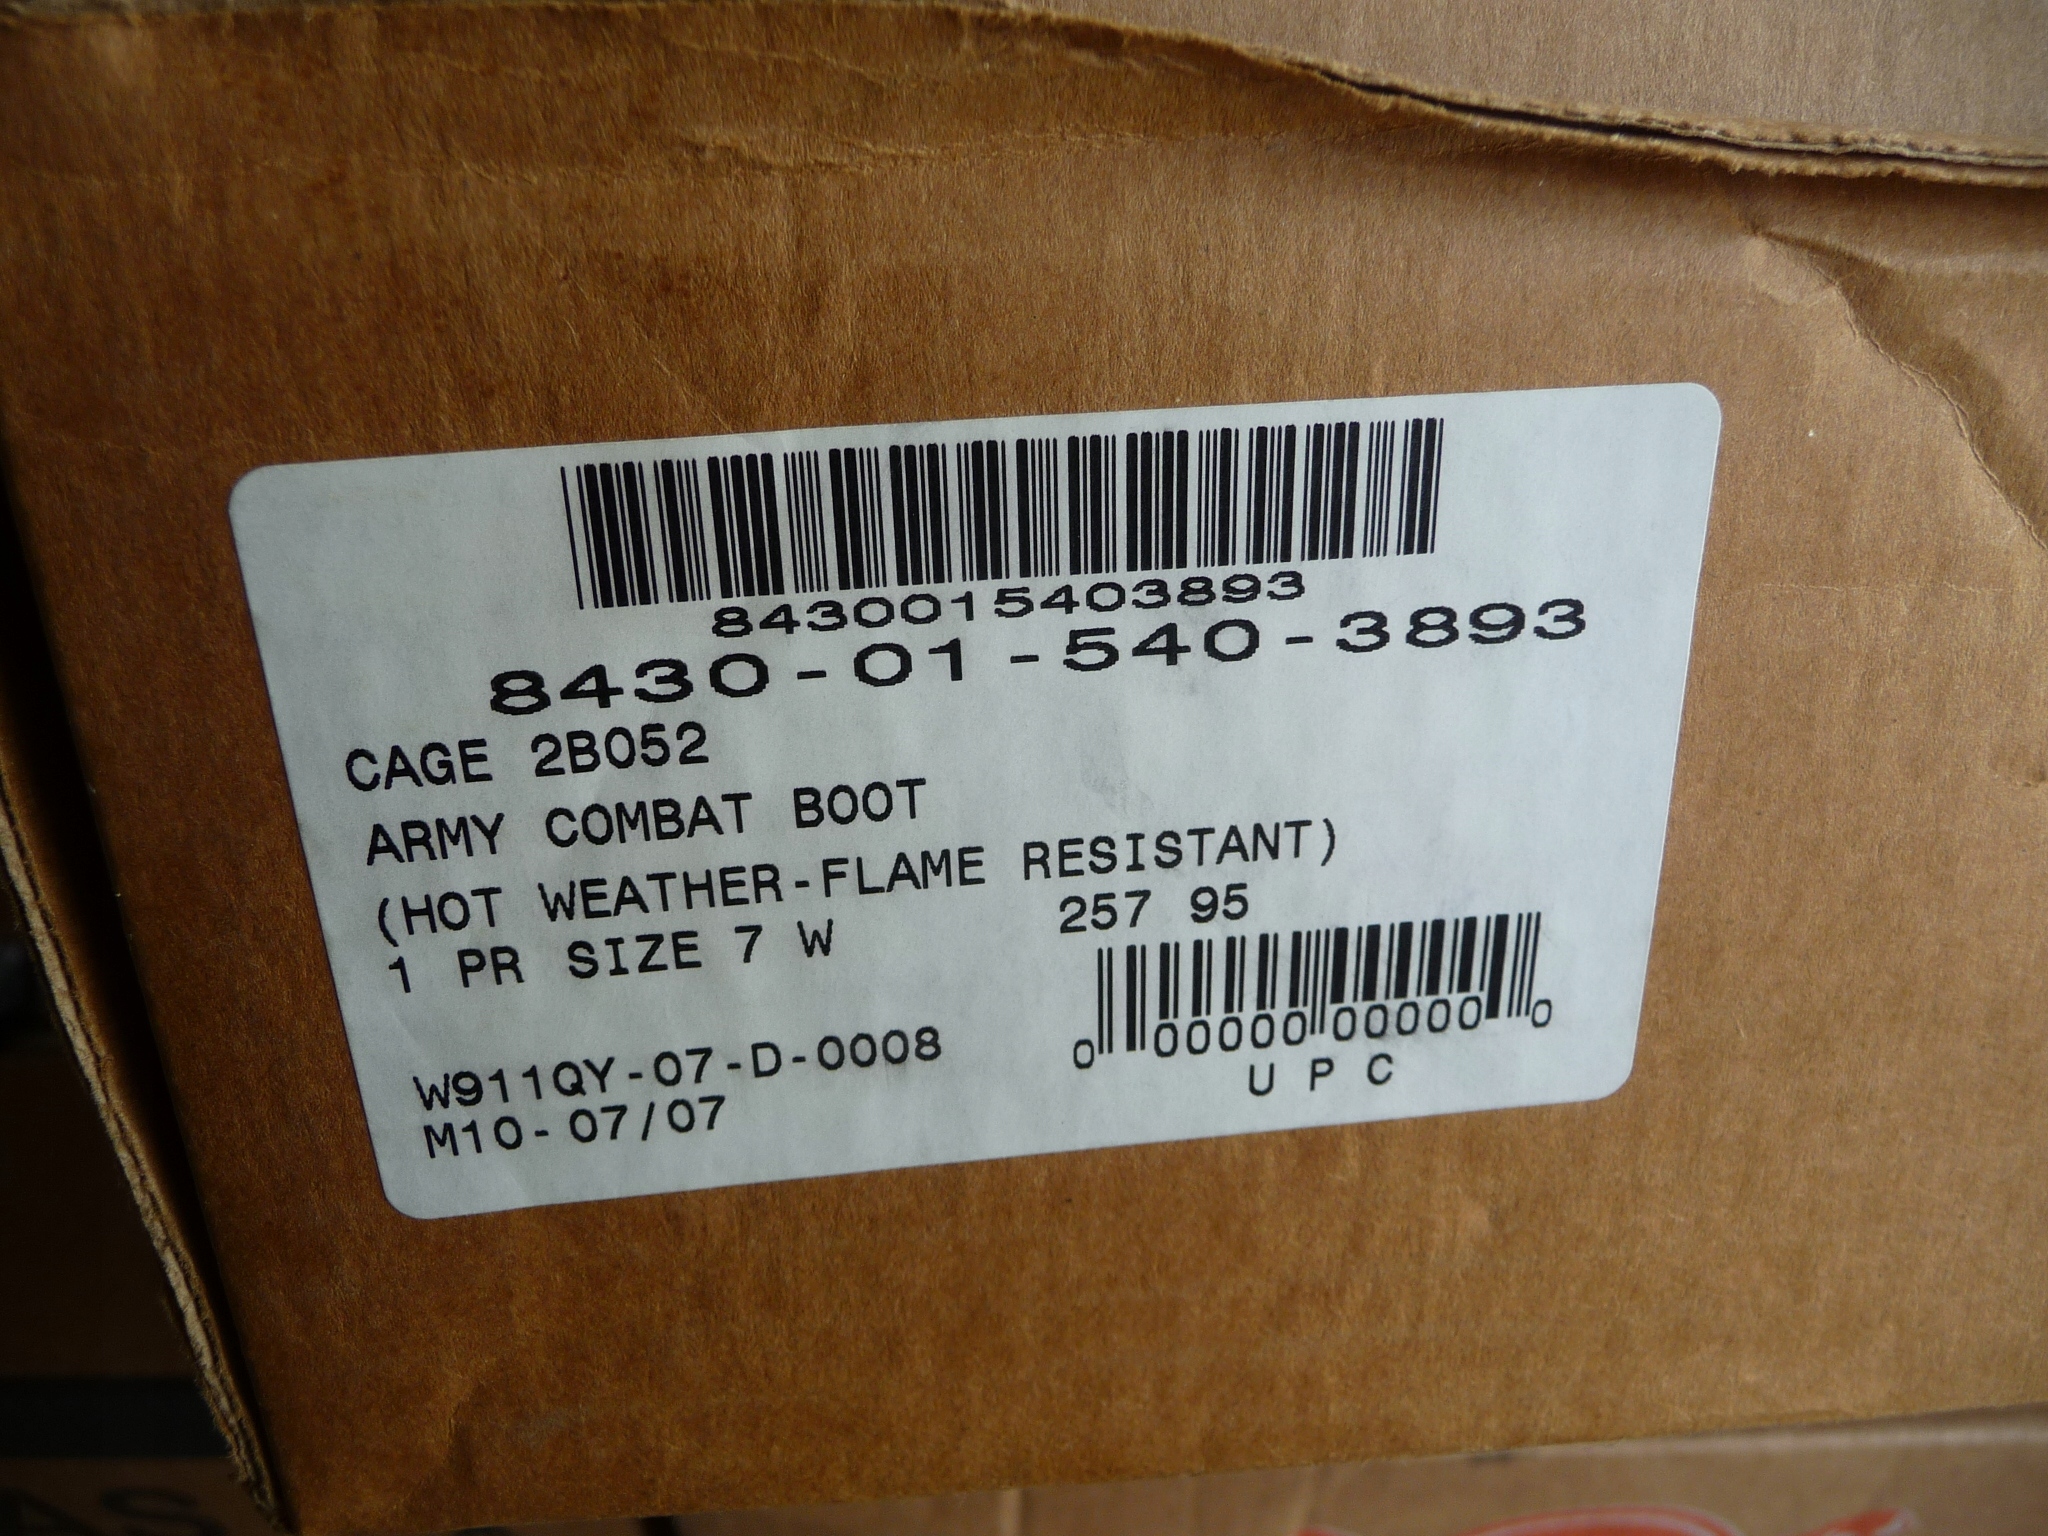 8430015403893
8430-01-540-3893
CAGE 2B052
ARMY COMBAT BOOT
(HOT WEATHER-FLAME RESISTANT)
1 PR SIZE 7 W 257 95
0 00000 00000 0
W911QY-07-D-0008
U P C
M10-07/07